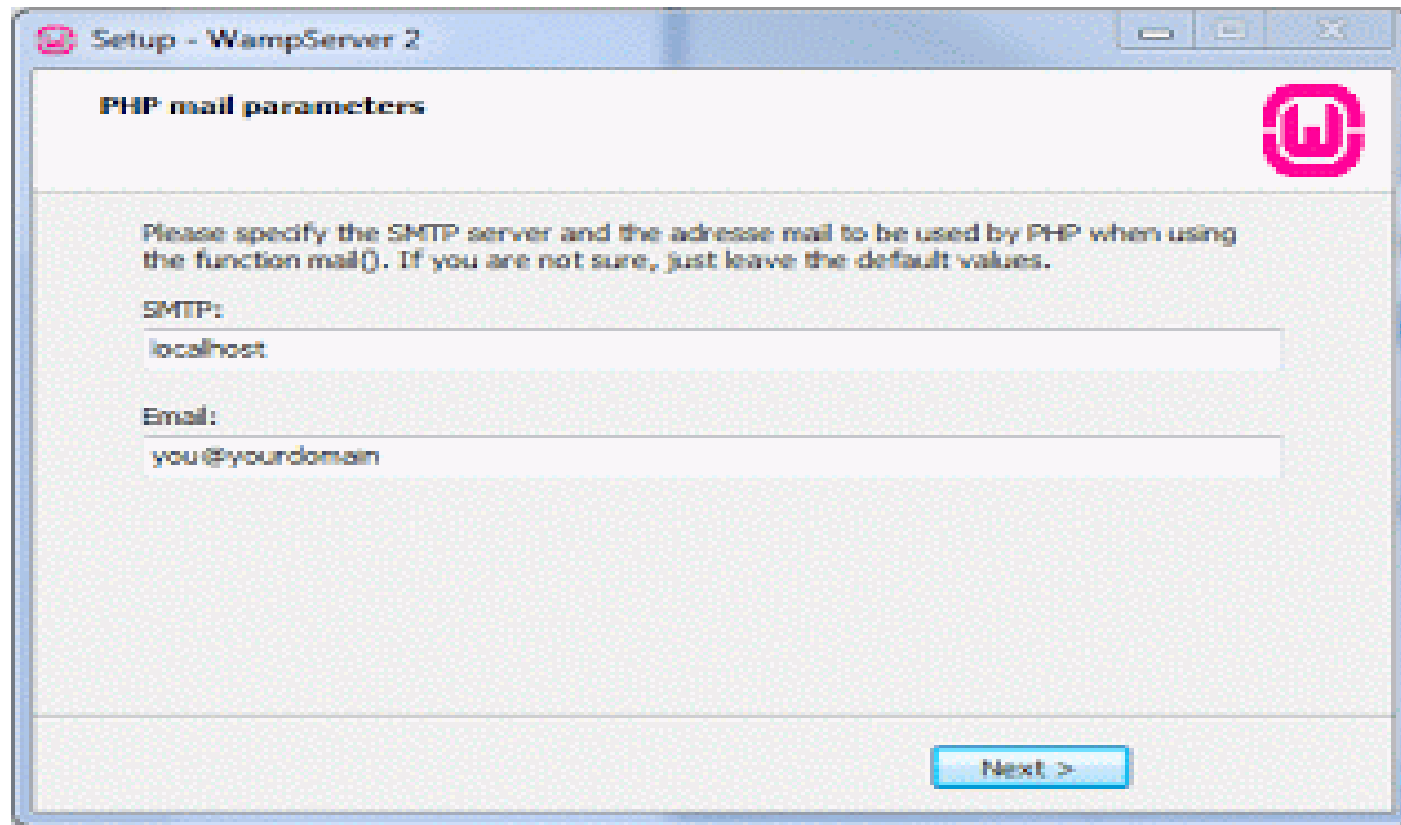 Setup - WampServer 2
PHP mail parameters
Please specify the SMTP server and the adresse mail to be used by PHP when using
the function mail(). If you are not sure, just leave the default values.
SMTP:
localhost
Email:
you@yourdomain
Next >